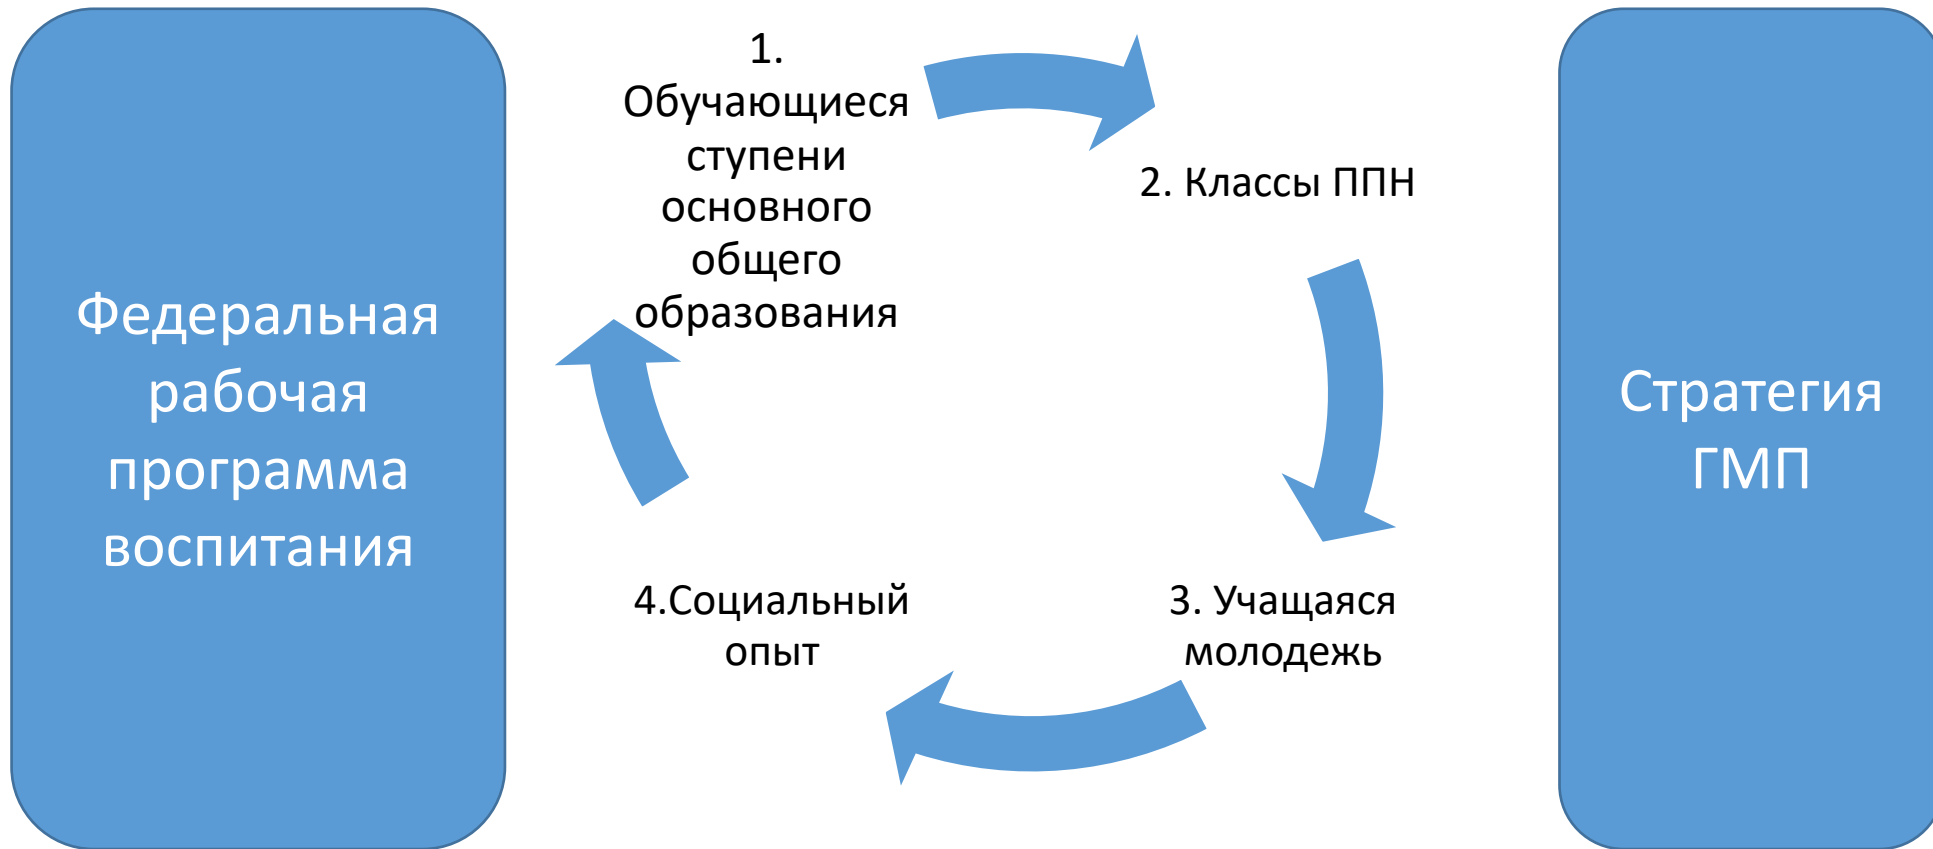 Федеральная
рабочая
программа
воспитания
1.
Обучающиеся
ступени
основного
общего
образования
2. Классы ППН
3. Учащаяся
молодежь
4.Социальный
опыт
Стратегия
ГМП